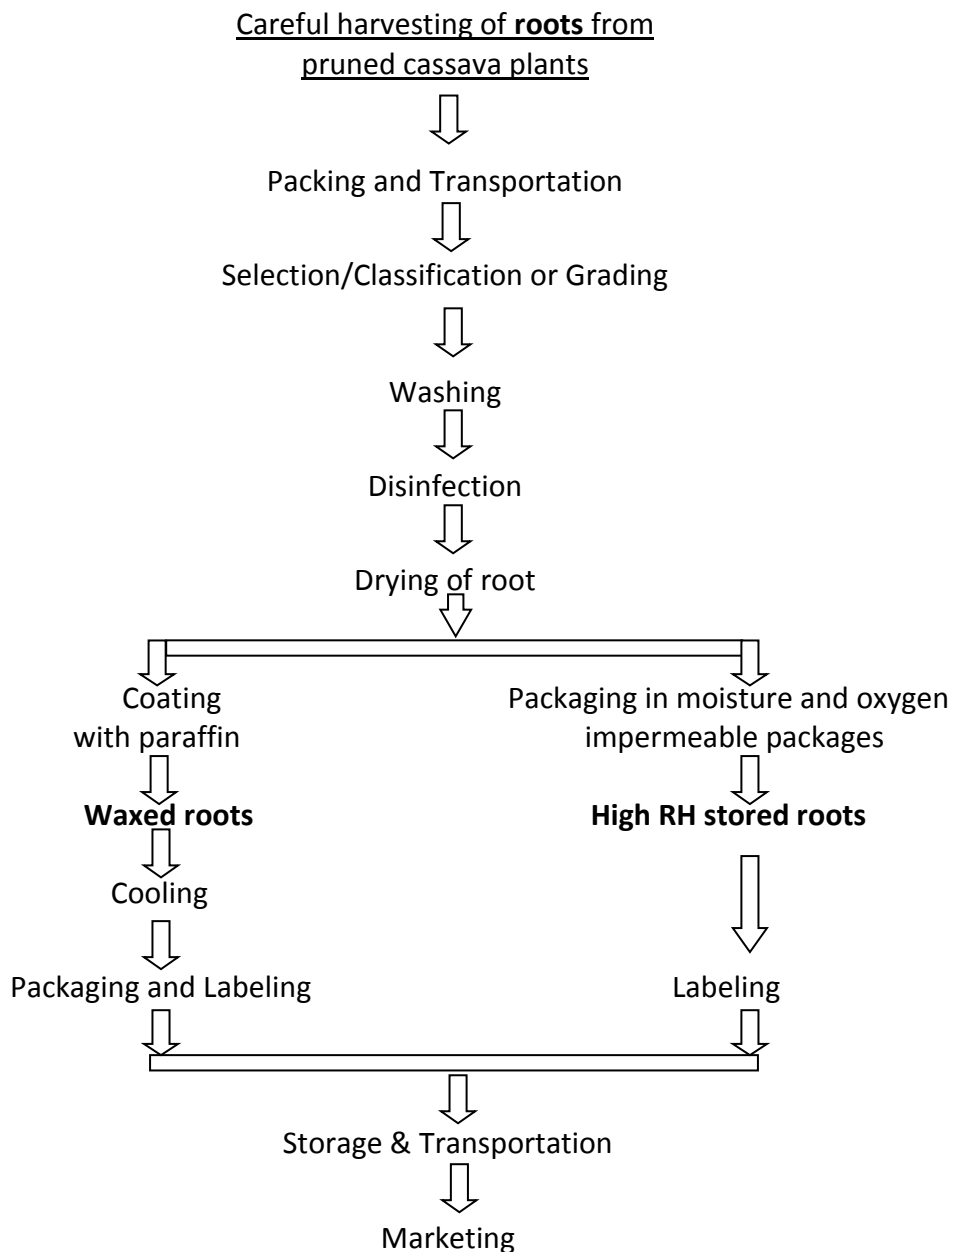 Careful harvesting of roots from
pruned cassava plants
Packing and Transportation
Selection/Classification or Grading
Washing
Disinfection
Drying of root
Coating
with paraffin
Packaging in moisture and oxygen
impermeable packages
Waxed roots
High RH stored roots
Cooling
Packaging and Labeling
Labeling
Storage & Transportation
Marketing